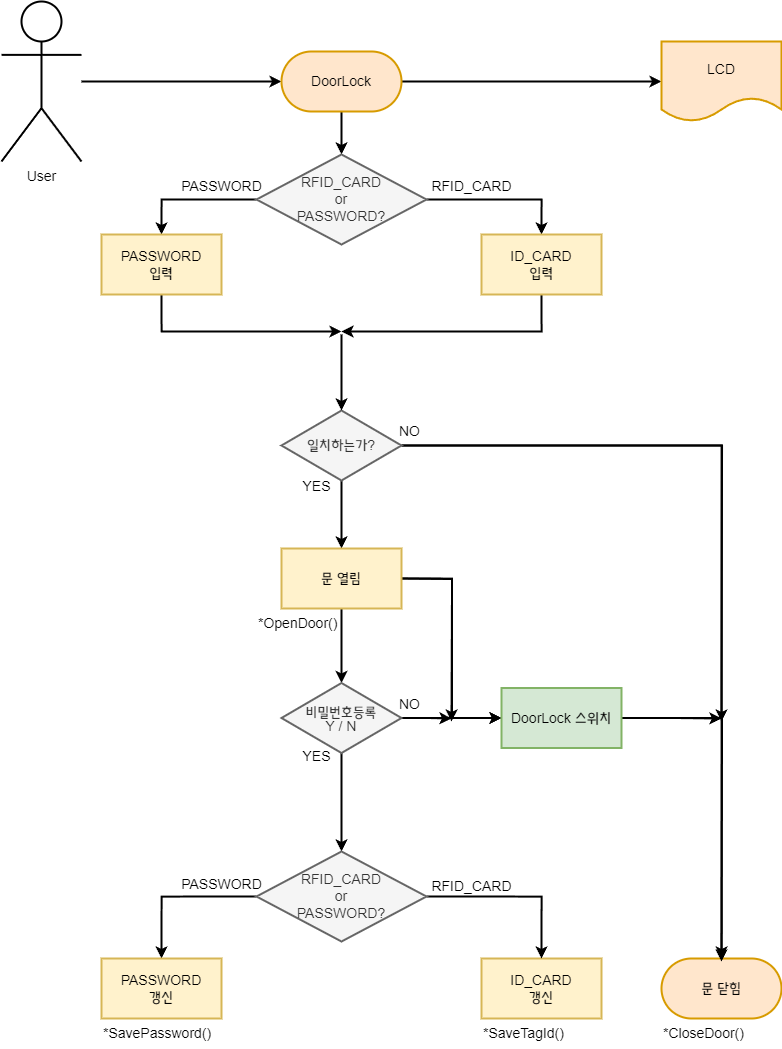 DoorLock
LCD
User
PASSWORD
RFID_CARD
or
PASSWORD?
RFID_CARD
PASSWORD
입력
ID_CARD
입력
일치하는가?
NO
YES
문 열림
*OpenDoor()
비밀번호등록
Y / N
NO
DoorLock 스위치
YES
PASSWORD
RFID_CARD
or
PASSWORD?
RFID_CARD
PASSWORD
갱신
ID_CARD
갱신
문 닫힘
*SavePassword()
*SaveTagId()
*CloseDoor()